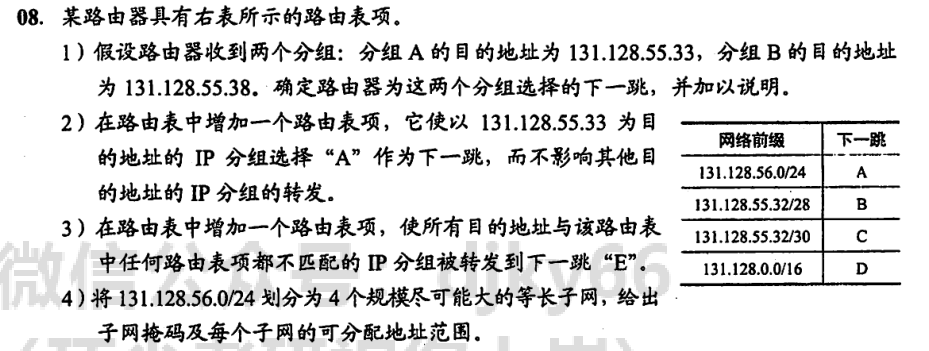 08. 某路由器具有右表所示的路由表项。
1）假设路由器收到两个分组：分组 A 的目的地址为 131.128.55.33，分组 B 的目的地址
为 131.128.55.38。确定路由器为这两个分组选择的下一跳，并加以说明。
2）在路由表中增加一个路由表项，它使以 131.128.55.33 为目
的地址的 IP 分组选择“A”作为下一跳，而不影响其他目
的地址的 IP 分组的转发。
3）在路由表中增加一个路由表项，使所有目的地址与该路由表
中任何路由表项都不匹配的 IP 分组被转发到下一跳“E”。
4）将 131.128.56.0/24 划分为 4 个规模尽可能大的等长子网，给出
子网掩码及每个子网的可分配地址范围。
网络前缀 下一跳
131.128.56.0/24 A
131.128.55.32/28 B
131.128.55.32/30 C
131.128.0.0/16 D
微信公众号